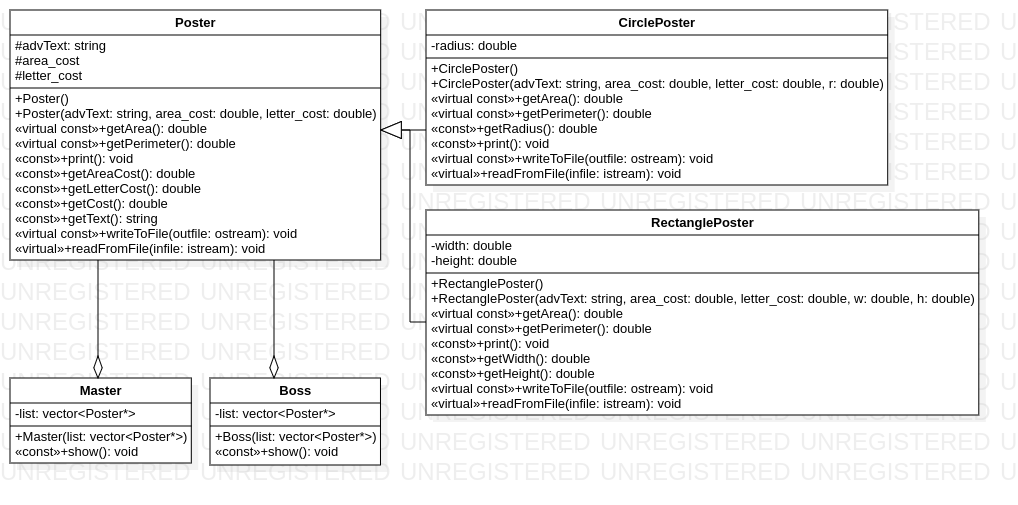 Poster
#advText: string
#area_cost
#letter_cost
+Poster()
+Poster(advText: string, area_cost: double, letter_cost: double)
«virtual const»+getArea(): double
«virtual const»+getPerimeter(): double
«const»+print(): void
«const»+getAreaCost(): double
«const»+getLetterCost(): double
«const»+getCost(): double
«const»+getText(): string
«virtual const»+writeToFile(outfile: ostream): void
«virtual»+readFromFile(infile: istream): void
CirclePoster
-radius: double
+CirclePoster()
+CirclePoster(advText: string, area_cost: double, letter_cost: double, r: double)
«virtual const»+getArea(): double
«virtual const»+getPerimeter(): double
«const»+getRadius(): double
«const»+print(): void
«virtual const»+writeToFile(outfile: ostream): void
«virtual»+readFromFile(infile: istream): void
RectanglePoster
-width: double
-height: double
+RectanglePoster()
+RectanglePoster(advText: string, area_cost: double, letter_cost: double, w: double, h: double)
«virtual const»+getArea(): double
«virtual const»+getPerimeter(): double
«const»+print(): void
«const»+getWidth(): double
«const»+getHeight(): double
«virtual const»+writeToFile(outfile: ostream): void
«virtual»+readFromFile(infile: istream): void
Master
-list: vector<Poster*>
+Master(list: vector<Poster*>)
«const»+show(): void
Boss
-list: vector<Poster*>
+Boss(list: vector<Poster*>)
«const»+show(): void
UNREGISTERED UNREGISTERED UNREGISTERED UNREGISTERED UNREGISTERED